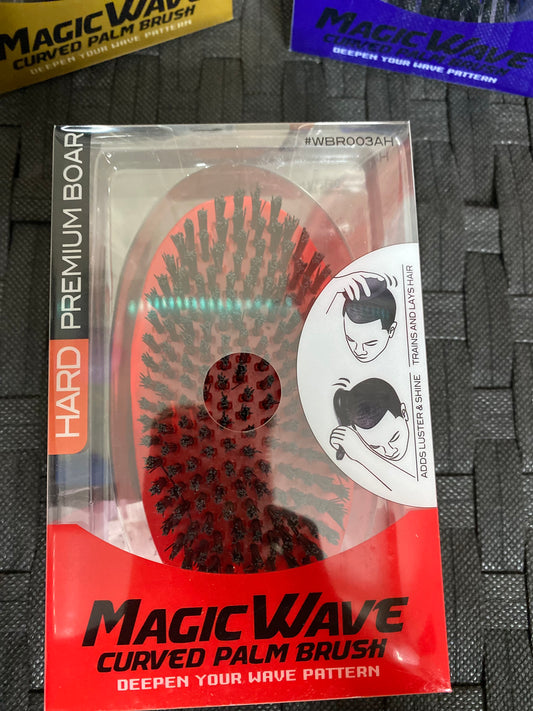 MAGIC WAVE
CURVED PALM BRUSH
DEEPEN YOUR WAVE PATTERN
MAGIC WAVE
CURVED PALM BRUSH
DEEPEN YOUR WAVE PATTERN
#WBR003AH
H
HARD PREMIUM BOAR
TRAINS AND LAYS HAIR
ADDS LUSTER & SHINE
MAGIC WAVE
CURVED PALM BRUSH
DEEPEN YOUR WAVE PATTERN